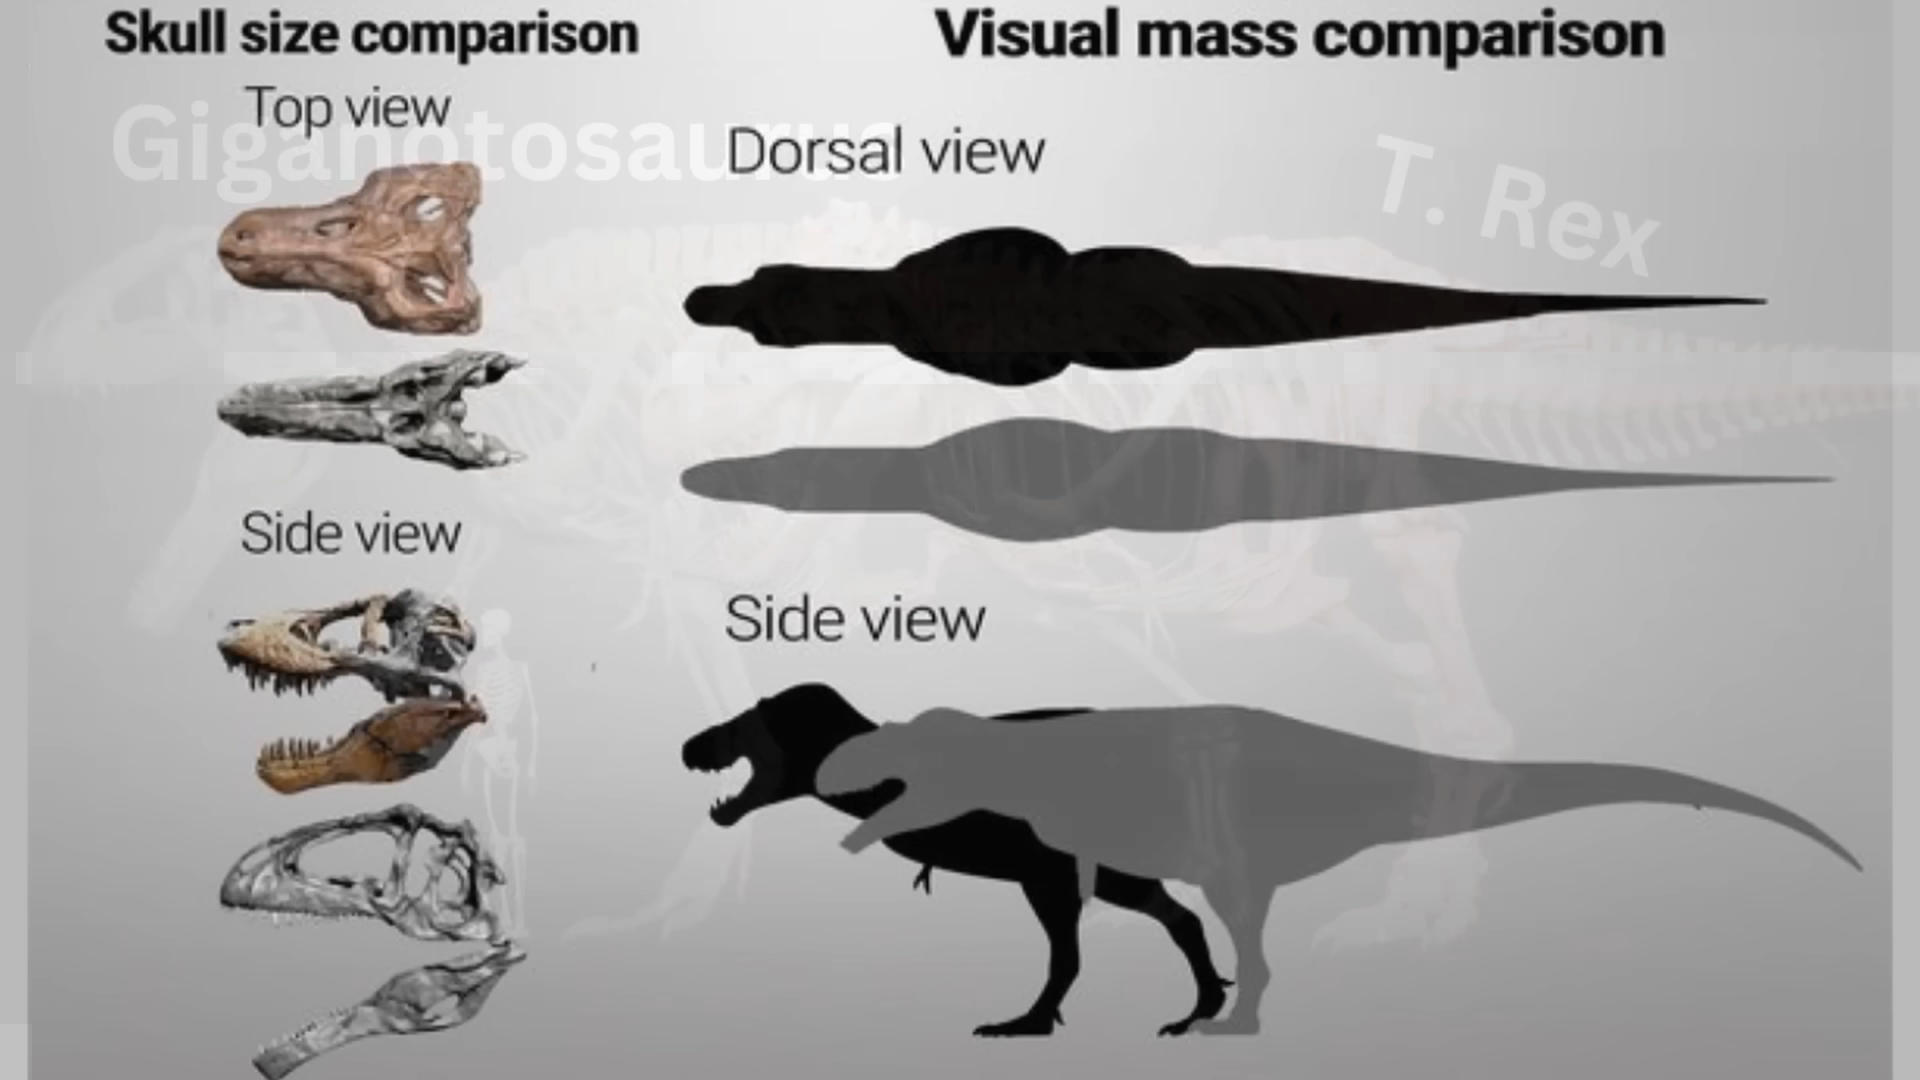 Skull size comparison
Visual mass comparison
Top view
Giganotosaurus
Dorsal view
T. Rex
Side view
Side view